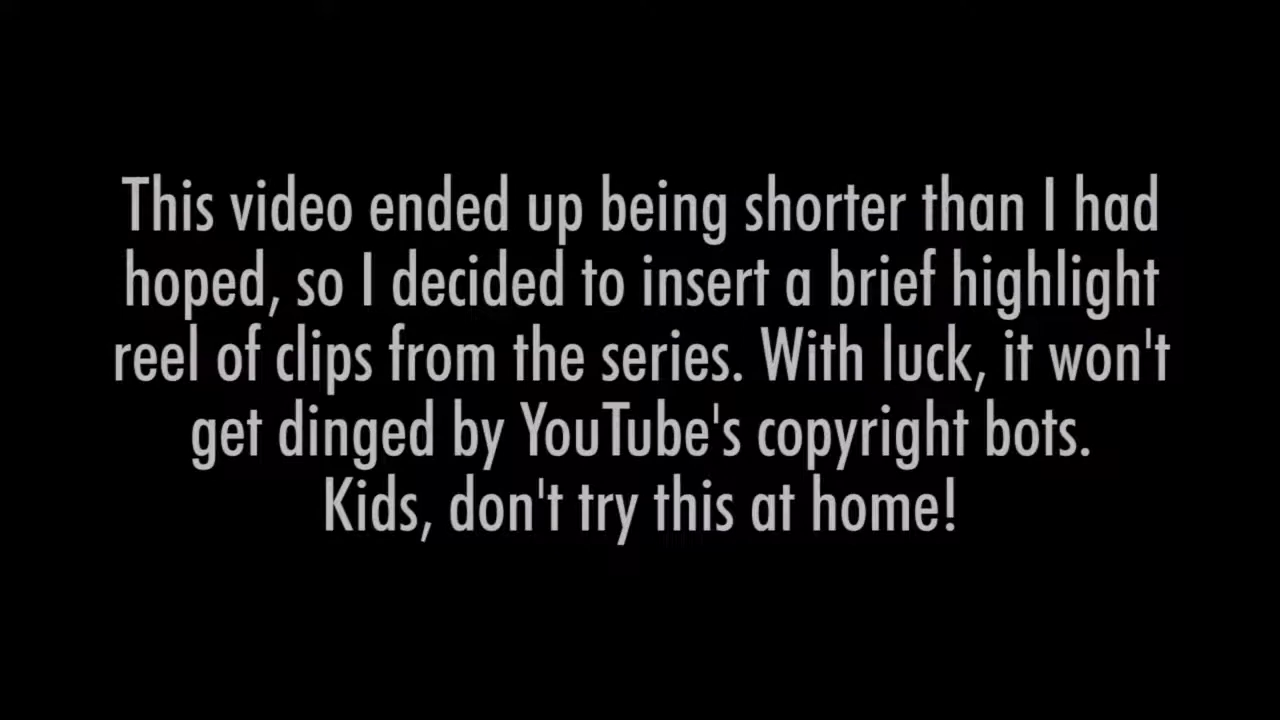 This video ended up being shorter than I had
hoped, so I decided to insert a brief highlight
reel of clips from the series. With luck, it won't
get dinged by YouTube's copyright bots.
Kids, don't try this at home!